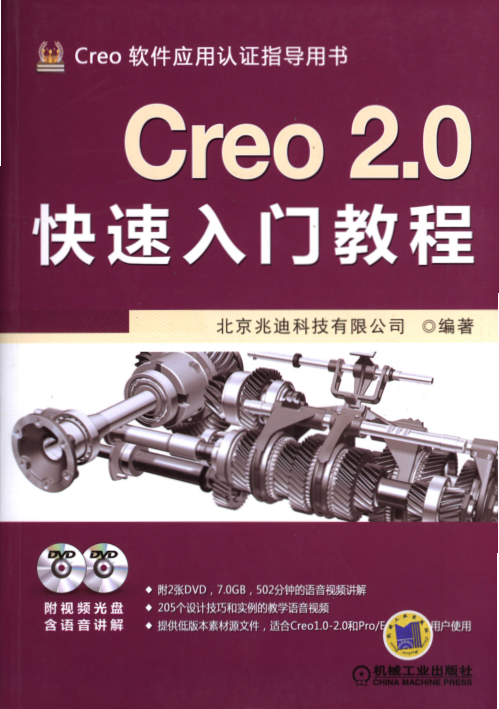 Creo 软件应用认证指导用书
Creo 2.0
快速入门教程
北京兆迪科技有限公司 ◎编著
DVD DVD
附视频光盘
含语音讲解
◆ 附2张DVD，7.0GB，502分钟的语音视频讲解
◆ 205个设计技巧和实例的教学语音视频
◆ 提供低版本素材源文件，适合Creo1.0-2.0和Pro/E 用户使用
机械工业出版社
CHINA MACHINE PRESS